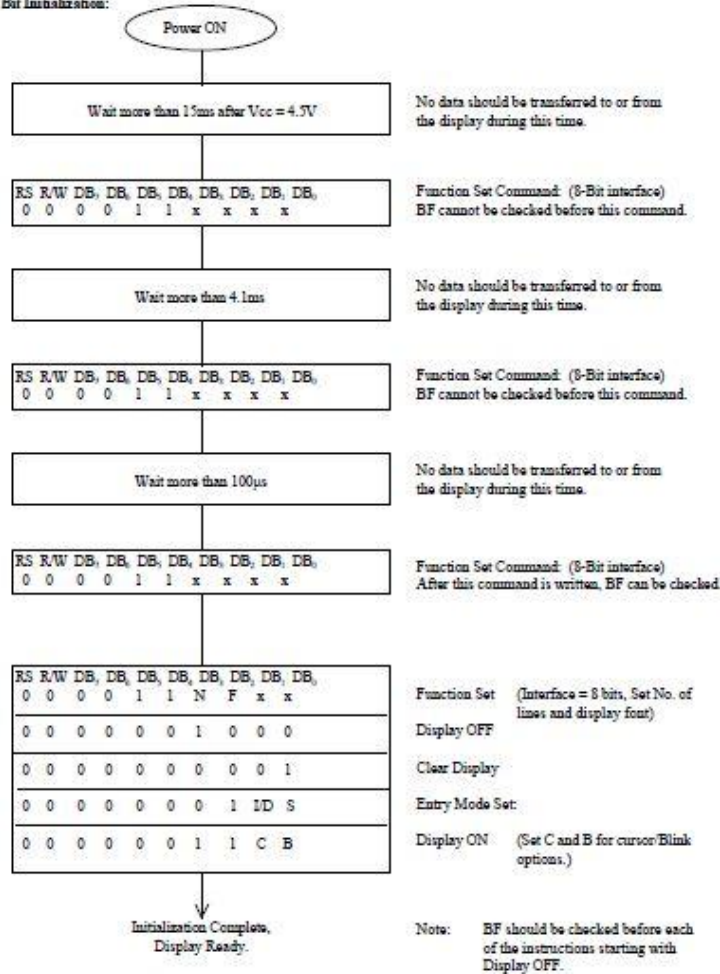 Bit Initialization:
Power ON
Wait more than 15ms after Vcc = 4.5V
No data should be transferred to or from
the display during this time.
RS R/W DB₇ DB₆ DB₅ DB₄ DB₃ DB₂ DB₁ DB₀
0 0 0 0 1 1 x x x x
Function Set Command: (8-Bit interface)
BF cannot be checked before this command.
Wait more than 4.1ms
No data should be transferred to or from
the display during this time.
RS R/W DB₇ DB₆ DB₅ DB₄ DB₃ DB₂ DB₁ DB₀
0 0 0 0 1 1 x x x x
Function Set Command: (8-Bit interface)
BF cannot be checked before this command.
Wait more than 100µs
No data should be transferred to or from
the display during this time.
RS R/W DB₇ DB₆ DB₅ DB₄ DB₃ DB₂ DB₁ DB₀
0 0 0 0 1 1 x x x x
Function Set Command: (8-Bit interface)
After this command is written, BF can be checked.
RS R/W DB₇ DB₆ DB₅ DB₄ DB₃ DB₂ DB₁ DB₀
0 0 0 0 1 1 N F x x
Function Set (Interface = 8 bits, Set No. of
lines and display font)
0 0 0 0 0 0 1 0 0 0
Display OFF
0 0 0 0 0 0 0 0 0 1
Clear Display
0 0 0 0 0 0 0 1 I/D S
Entry Mode Set:
0 0 0 0 0 0 1 1 C B
Display ON (Set C and B for cursor/Blink
options.)
Initialization Complete,
Display Ready.
Note: BF should be checked before each
of the instructions starting with
Display OFF.